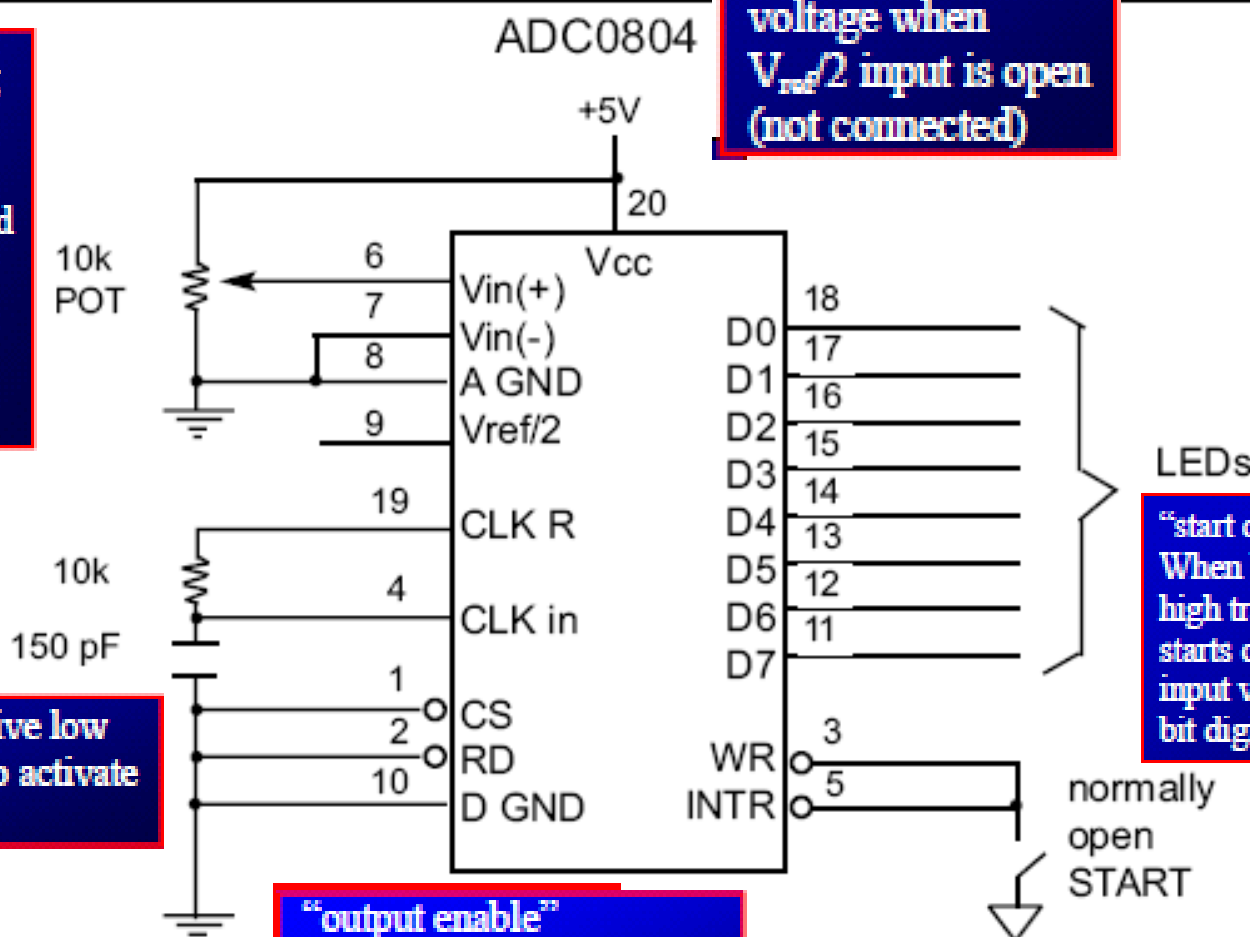 ADC0804
voltage when
Vref/2 input is open
(not connected)
+5V
20
Vcc
10k
POT
6
Vin(+)
7
Vin(-)
8
A GND
9
Vref/2
19
CLK R
10k
4
CLK in
150 pF
1
CS
2
RD
10
D GND
18
D0
17
D1
16
D2
15
D3
14
D4
13
D5
12
D6
11
D7
LEDs
3
WR
5
INTR
normally
open
START
“start
When
high
starts
input
bit
low
activate
“output enable”